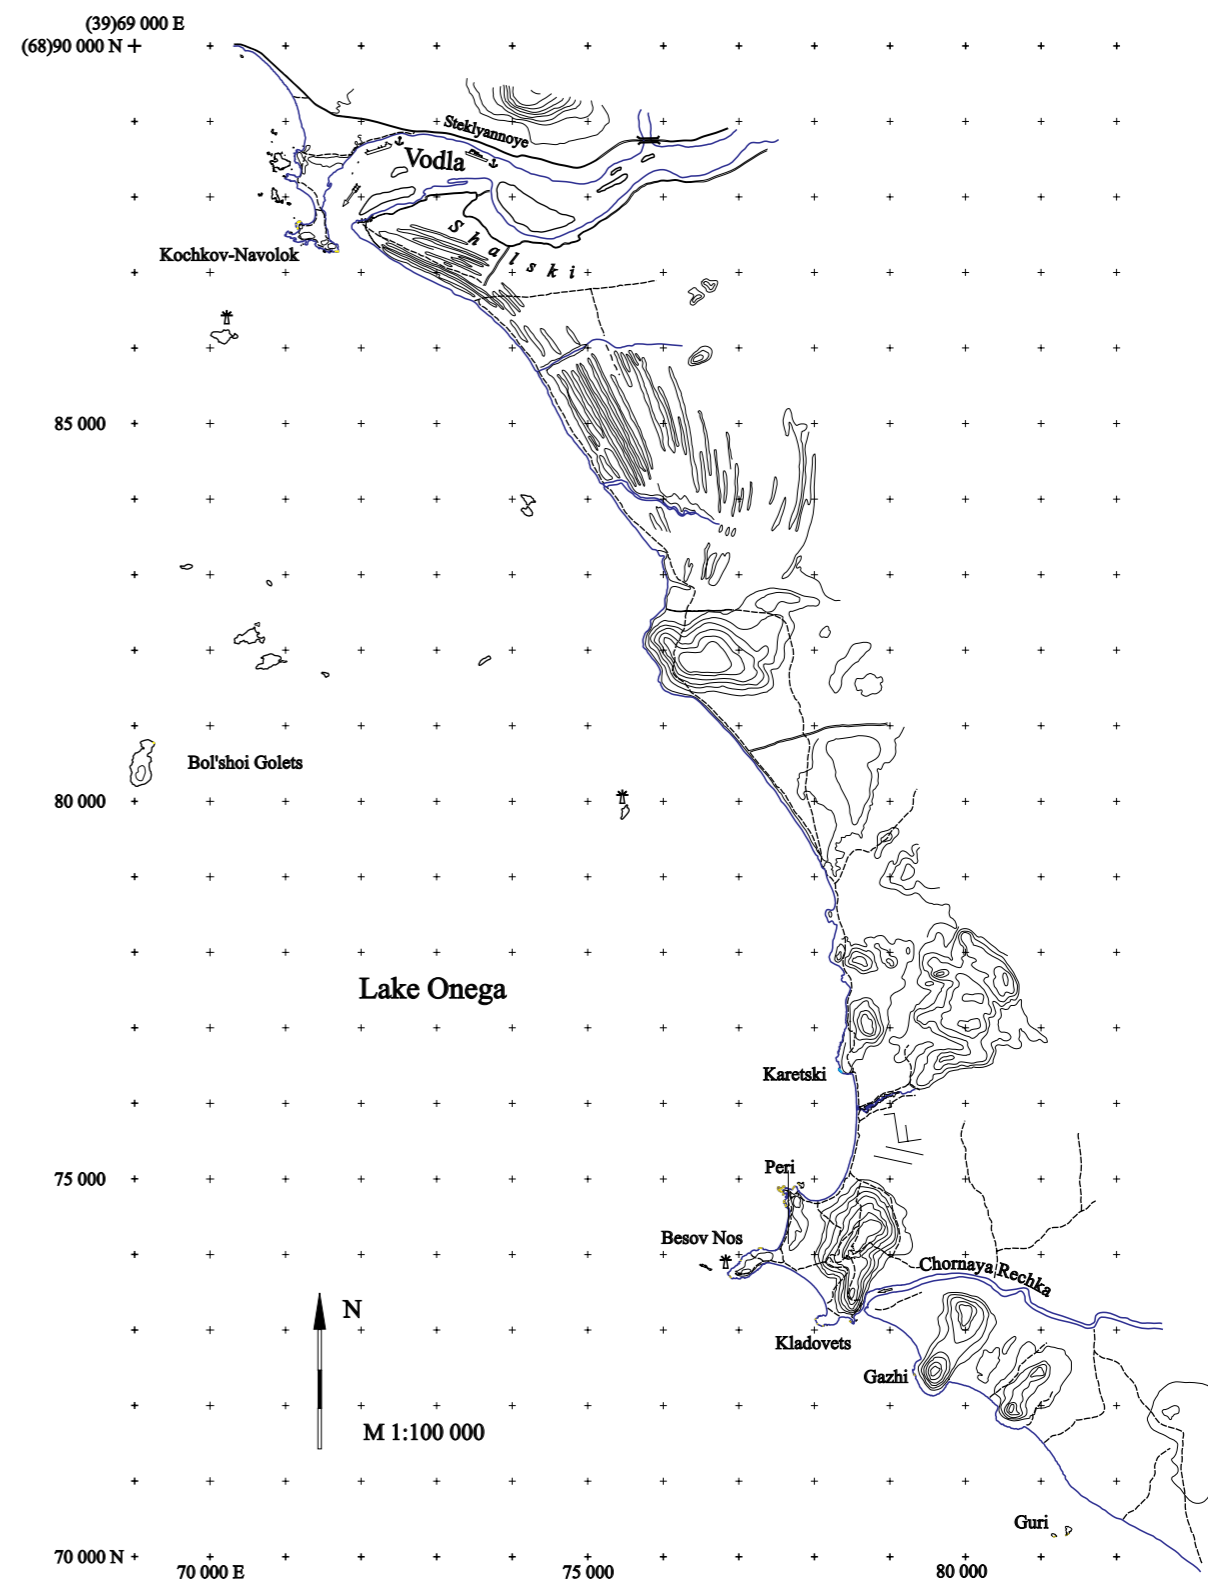 (39)69 000 E
(68)90 000 N
Steklyannoye
Vodla
Shalski
Kochkov-Navolok
85 000
Bol'shoi Golets
80 000
Lake Onega
Karetski
75 000
Peri
Besov Nos
Chornaya Rechka
N
Kladovets
Gazhi
M 1:100 000
Guri
70 000 N
70 000 E
75 000
80 000